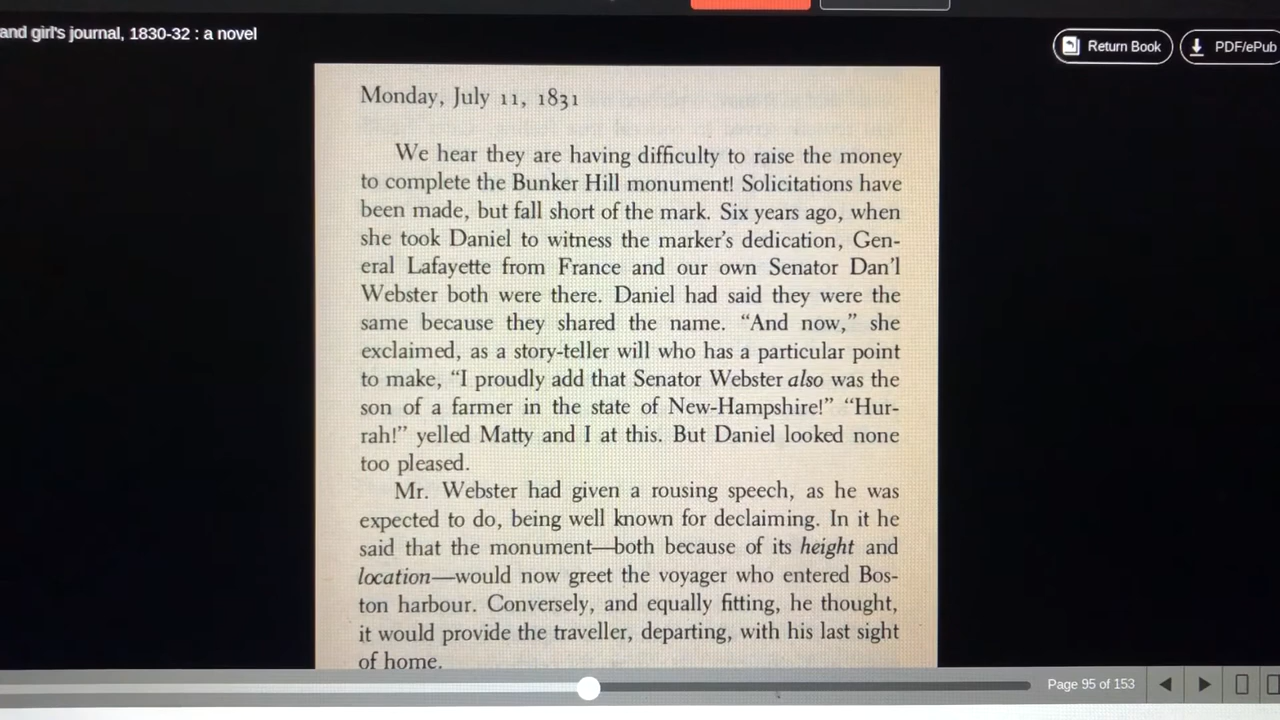 and girl's journal, 1830-32 : a novel
Return Book
PDF/ePub
Monday, July 11, 1831
We hear they are having difficulty to raise the money
to complete the Bunker Hill monument! Solicitations have
been made, but fall short of the mark. Six years ago, when
she took Daniel to witness the marker's dedication, Gen-
eral Lafayette from France and our own Senator Dan'l
Webster both were there. Daniel had said they were the
same because they shared the name. “And now,” she
exclaimed, as a story-teller will who has a particular point
to make, “I proudly add that Senator Webster also was the
son of a farmer in the state of New-Hampshire!” “Hur-
rah!” yelled Matty and I at this. But Daniel looked none
too pleased.
Mr. Webster had given a rousing speech, as he was
expected to do, being well known for declaiming. In it he
said that the monument—both because of its height and
location—would now greet the voyager who entered Bos-
ton harbour. Conversely, and equally fitting, he thought,
it would provide the traveller, departing, with his last sight
of home.
Page 95 of 153